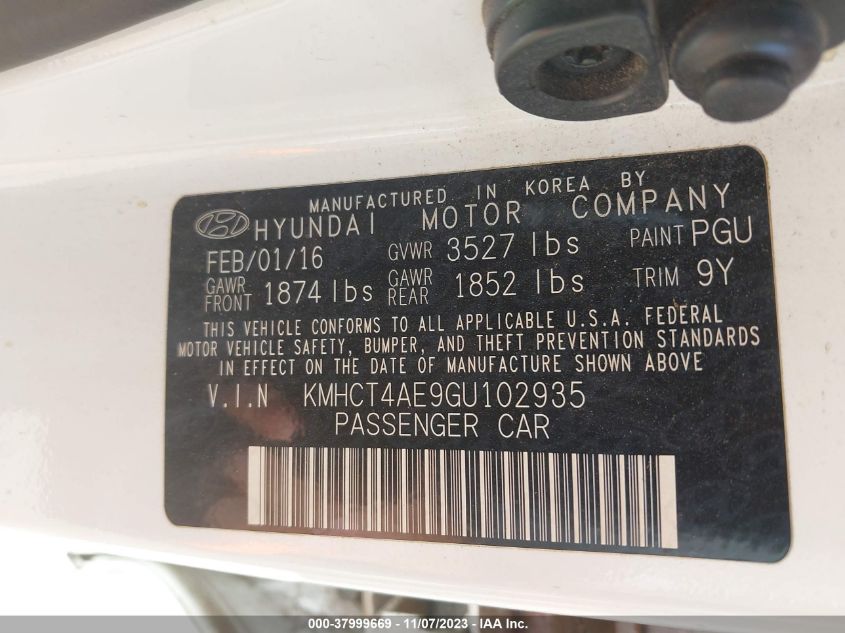 MANUFACTURED IN KOREA BY
HYUNDAI MOTOR COMPANY
FEB/01/16 GVWR 3527 lbs PAINT PGU
GAWR FRONT 1874 lbs GAWR REAR 1852 lbs TRIM 9Y
THIS VEHICLE CONFORMS TO ALL APPLICABLE U.S.A. FEDERAL
MOTOR VEHICLE SAFETY, BUMPER, AND THEFT PREVENTION STANDARDS
IN EFFECT ON THE DATE OF MANUFACTURE SHOWN ABOVE
V.I.N KMHCT4AE9GU102935
PASSENGER CAR
000-37999669 - 11/07/2023 - IAA Inc.